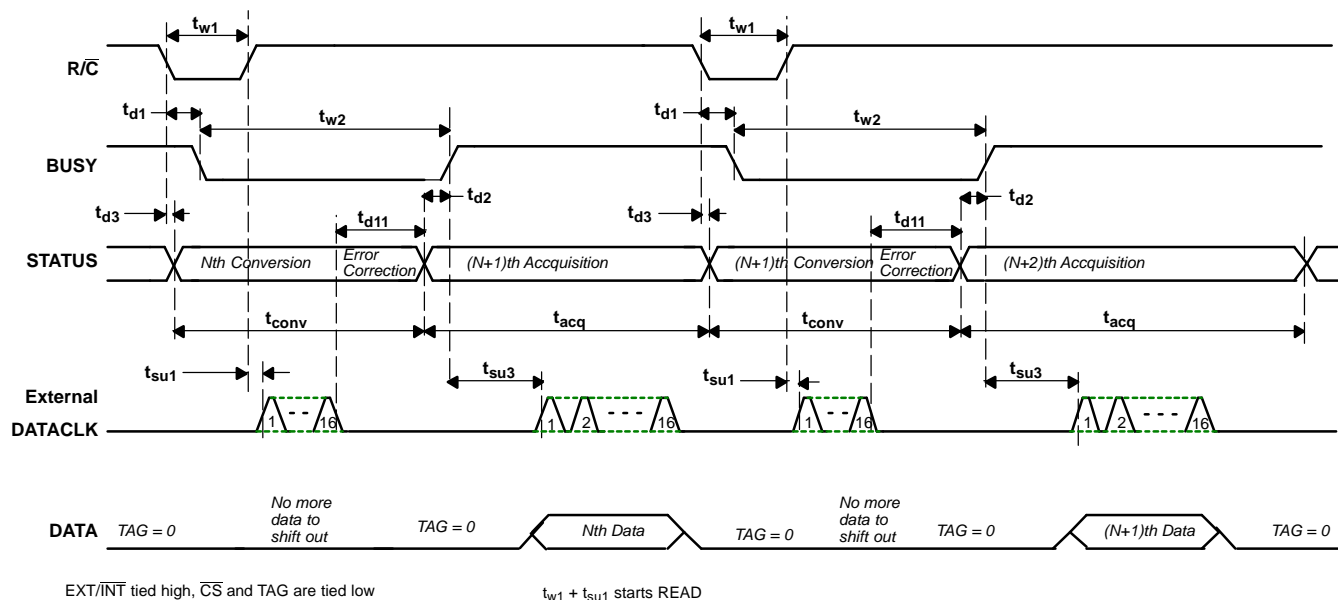 tw1 tw1
R/C̅
td1 tw2 td1 tw2
BUSY
td3 td2 td3 td2
td11 td11
STATUS Nth Conversion Error Correction (N+1)th Accquisition (N+1)th Conversion Error Correction (N+2)th Acquisition
tconv tacq tconv tacq
tsu1 tsu3 tsu1 tsu3
External
DATACLK 1 - - 16 1 2 - - - 16 1 - - 16 1 2 - - - 16
DATA TAG = 0 No more data to shift out TAG = 0 Nth Data TAG = 0 No more data to shift out TAG = 0 (N+1)th Data TAG = 0
EXT/I̅N̅T̅ tied high, C̅S̅ and TAG are tied low tw1 + tsu1 starts READ